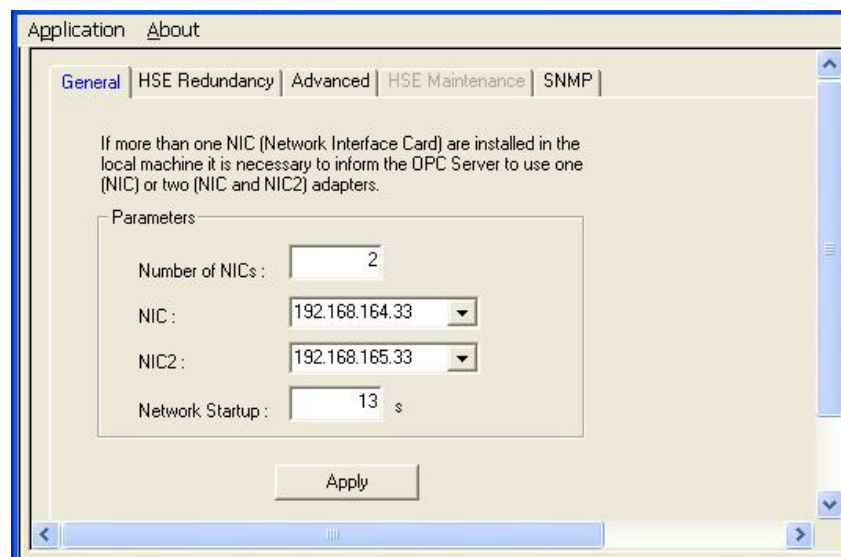 Application About
General HSE Redundancy Advanced HSE Maintenance SNMP
If more than one NIC (Network Interface Card) are installed in the
local machine it is necessary to inform the OPC Server to use one
(NIC) or two (NIC and NIC2) adapters.
Parameters
Number of NICs : 2
NIC : 192.168.164.33
NIC2 : 192.168.165.33
Network Startup : 13 s
Apply